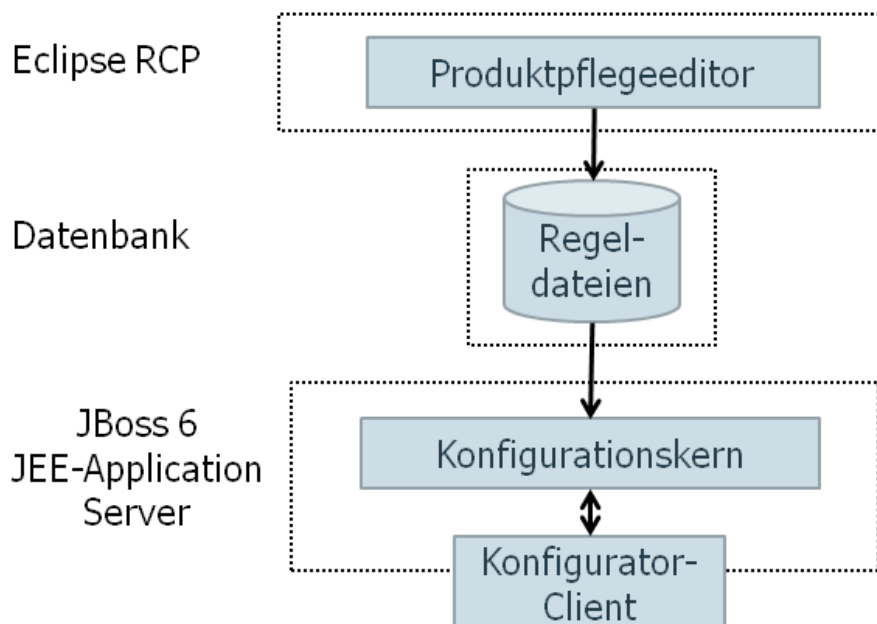 Eclipse RCP
Produktpflegeeditor
Datenbank
Regel-
dateien
JBoss 6
JEE-Application
Server
Konfigurationskern
Konfigurator-
Client